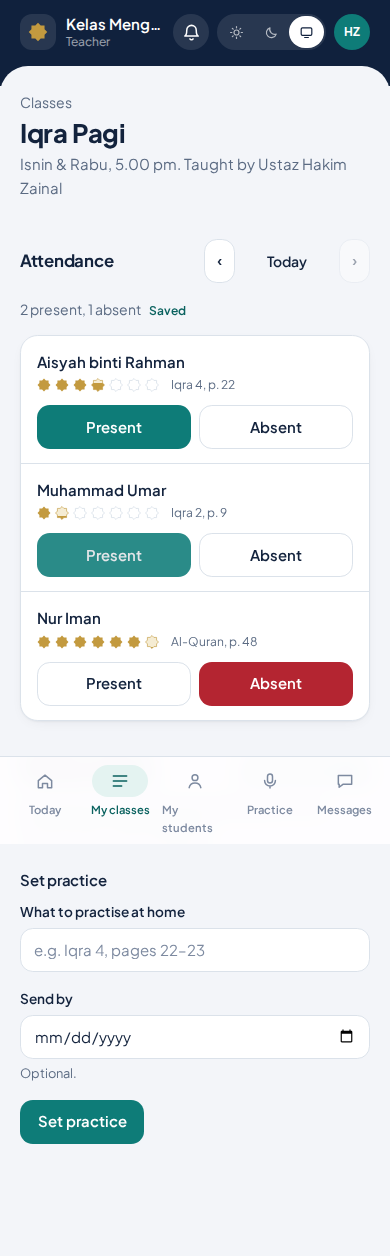 Kelas Meng…
Teacher
HZ
Classes
Iqra Pagi
Isnin & Rabu, 5.00 pm. Taught by Ustaz Hakim
Zainal
Attendance
‹ Today ›
2 present, 1 absent Saved
Aisyah binti Rahman
Iqra 4, p. 22
Present Absent
Muhammad Umar
Iqra 2, p. 9
Present Absent
Nur Iman
Al-Quran, p. 48
Present Absent
Today My classes My students Practice Messages
Set practice
What to practise at home
e.g. Iqra 4, pages 22–23
Send by
mm/dd/yyyy
Optional.
Set practice